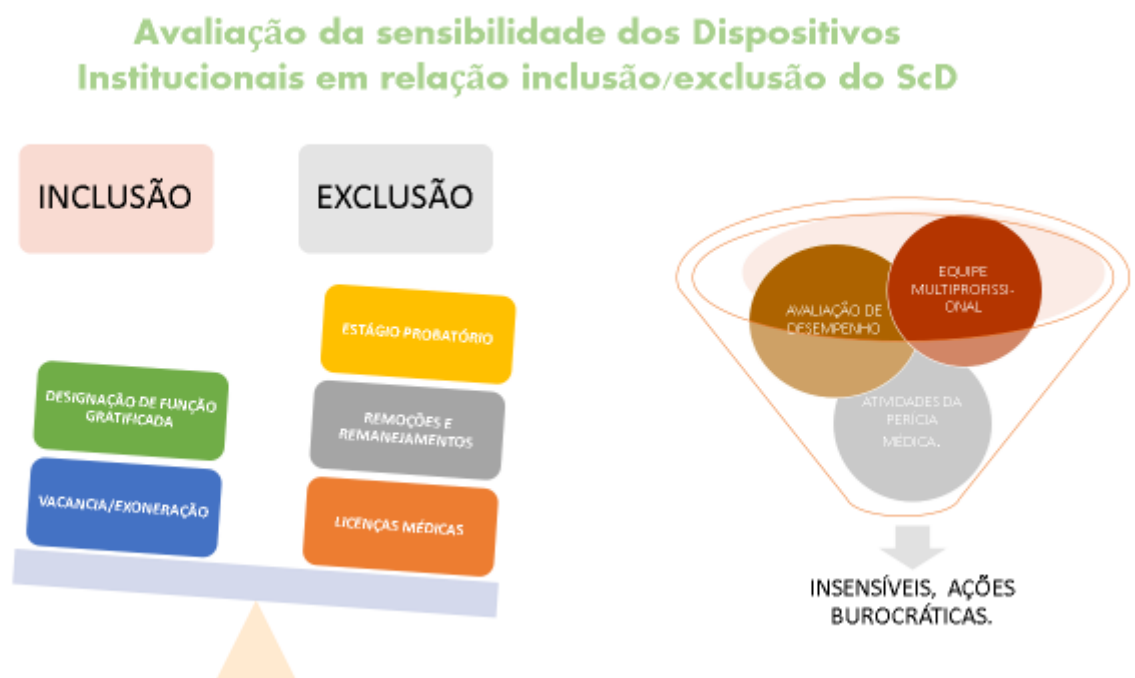 Avaliação da sensibilidade dos Dispositivos
Institucionais em relação inclusão/exclusão do ScD
INCLUSÃO
EXCLUSÃO
DESIGNAÇÃO DE FUNÇÃO
GRATIFICADA
VACANCIA/EXONERAÇÃO
ESTÁGIO PROBATÓRIO
REMOÇÕES E
REMANEJAMENTOS
LICENÇAS MÉDICAS
EQUIPE
MULTIPROFISSI-
ONAL
AVALIAÇÃO DE
DESEMPENHO
ATIVIDADES DA
PERÍCIA
MÉDICA.
INSENSÍVEIS, AÇÕES
BUROCRÁTICAS.